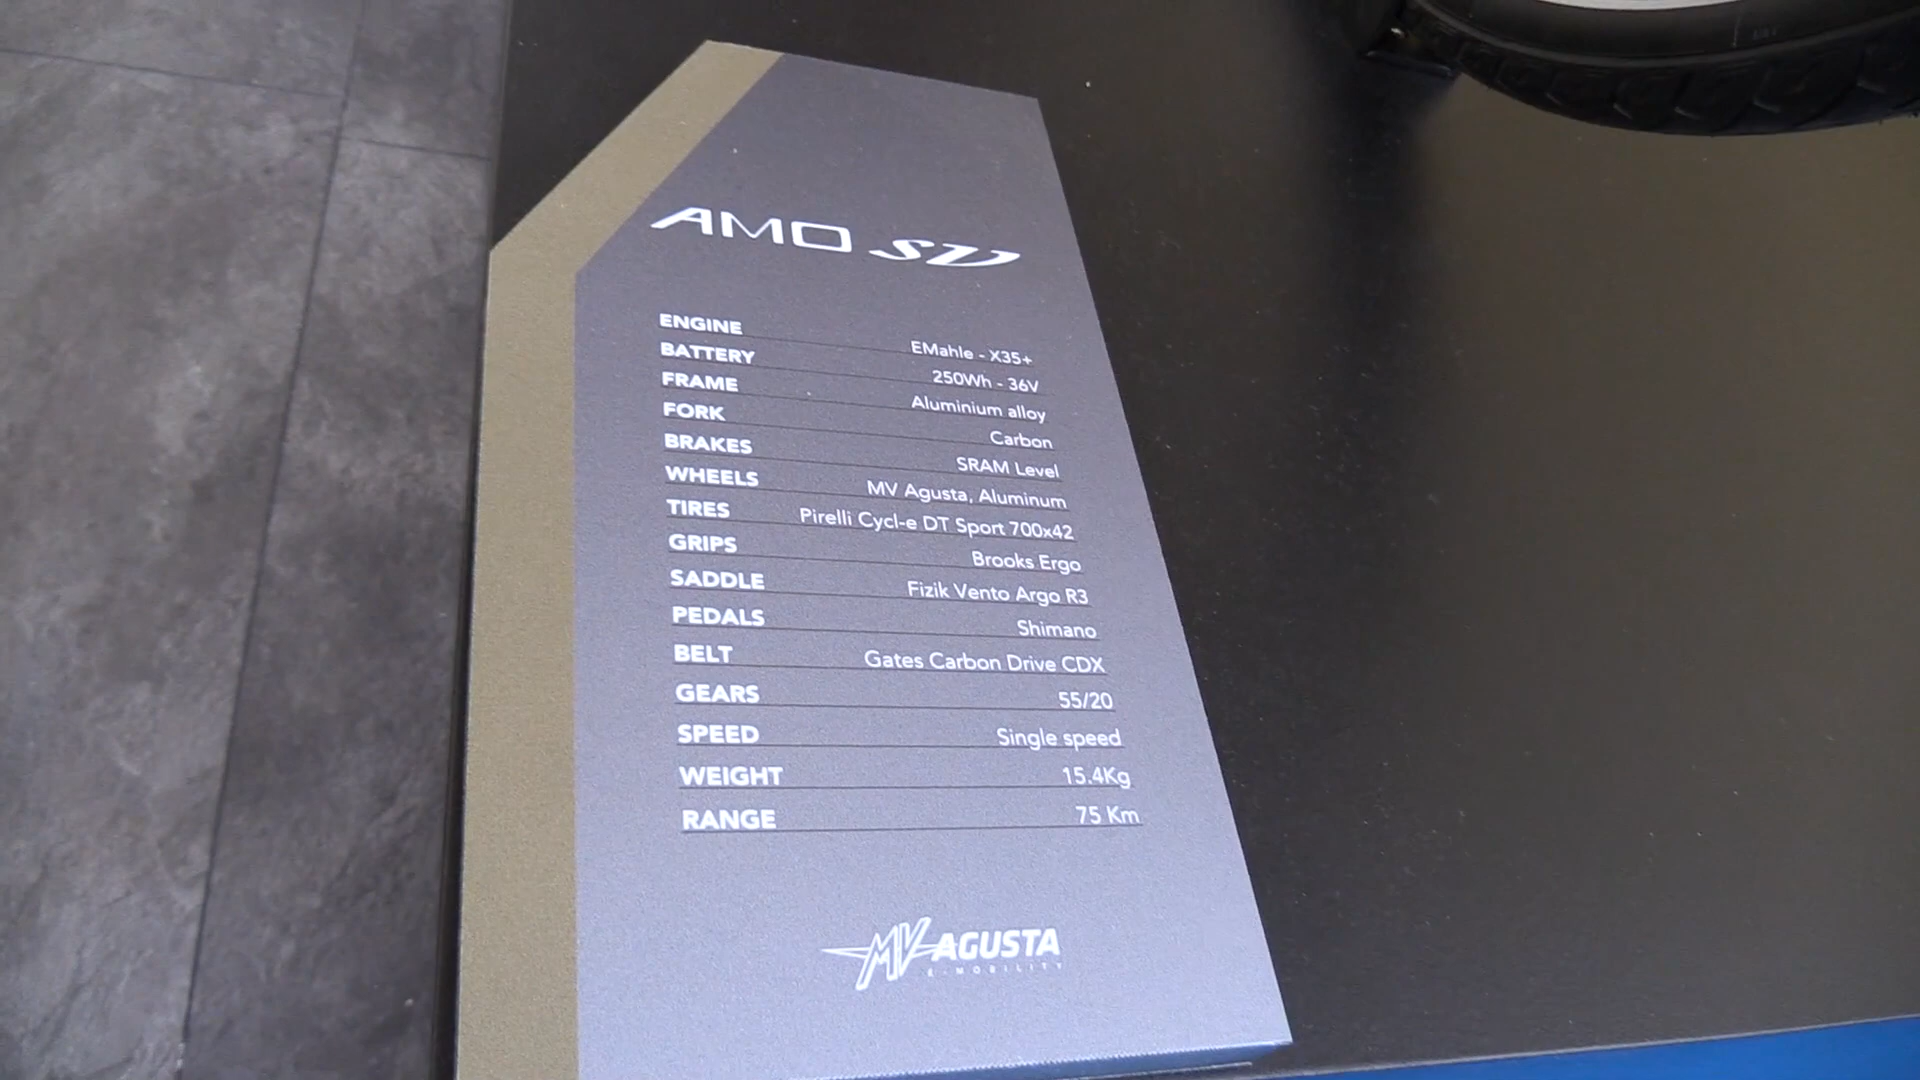 AMO SV
ENGINE EMahle - X35+
BATTERY 250Wh - 36V
FRAME Aluminium alloy
FORK Carbon
BRAKES SRAM Level
WHEELS MV Agusta, Aluminum
TIRES Pirelli Cycl-e DT Sport 700x42
GRIPS Brooks Ergo
SADDLE Fizik Vento Argo R3
PEDALS Shimano
BELT Gates Carbon Drive CDX
GEARS 55/20
SPEED Single speed
WEIGHT 15.4Kg
RANGE 75 Km
MV AGUSTA
E-MOBILITY